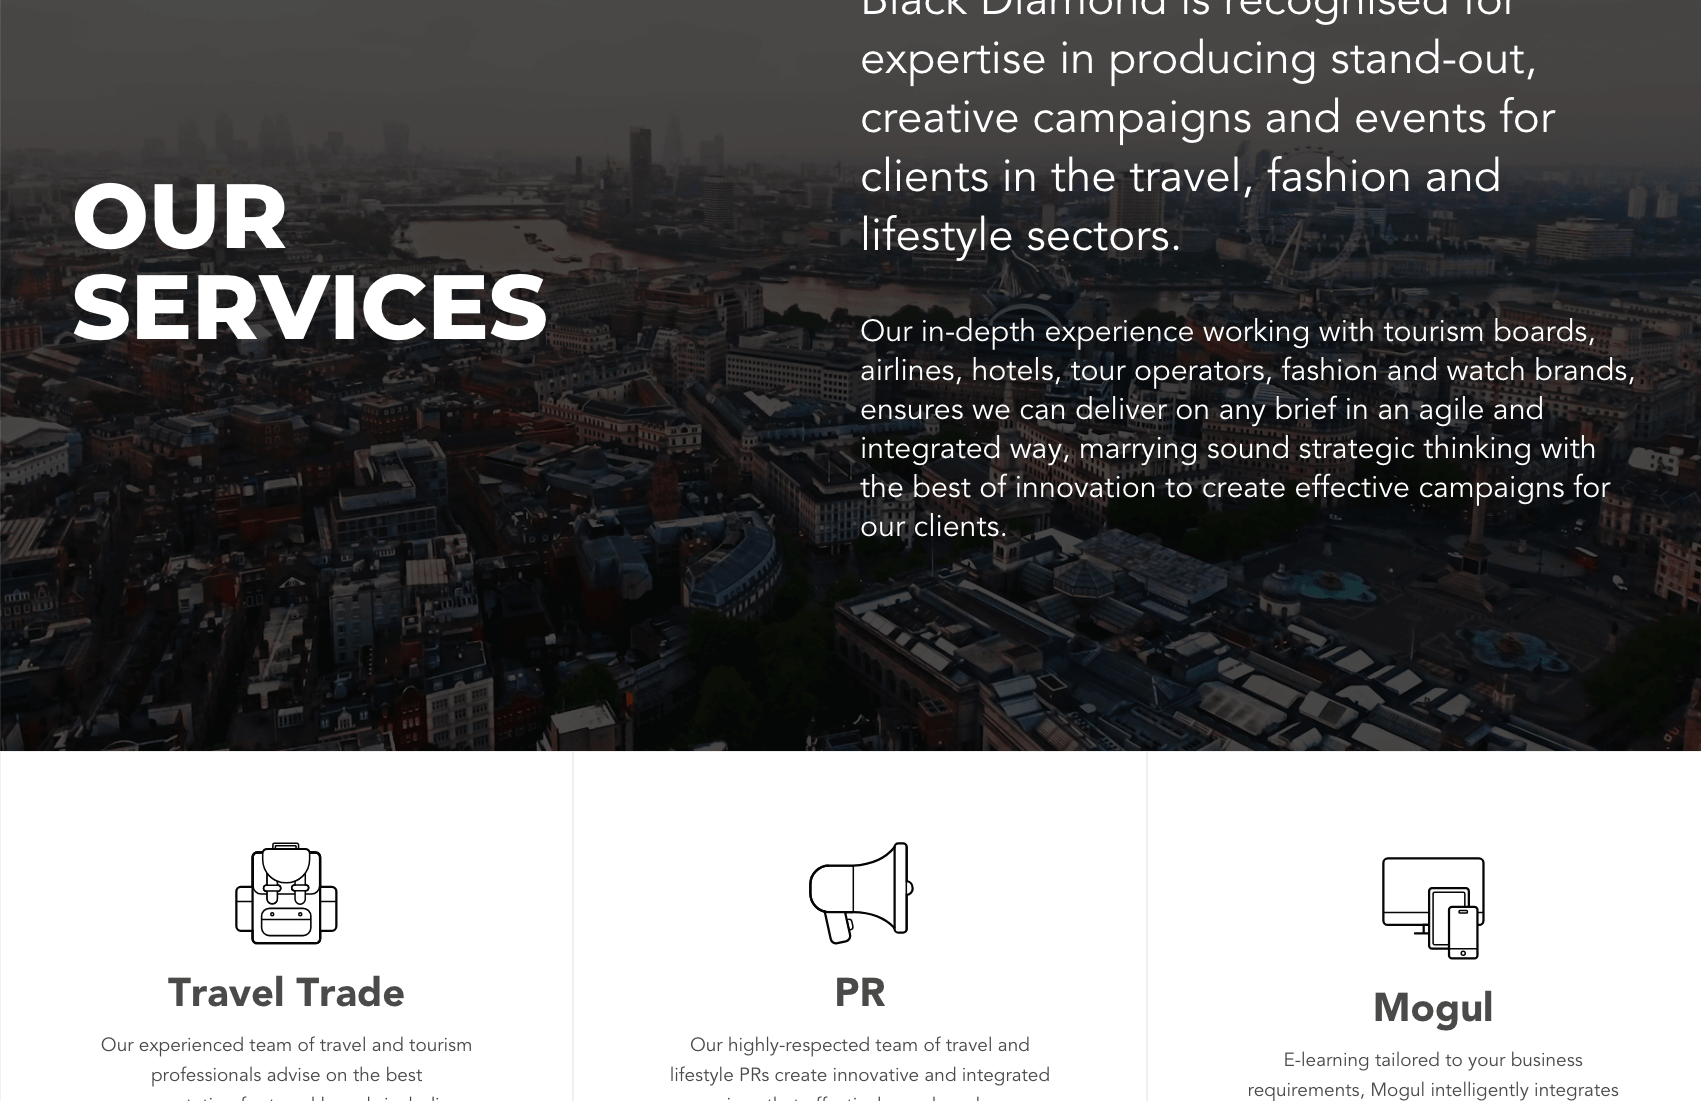 OUR
SERVICES
Black Diamond is recognised for
expertise in producing stand-out,
creative campaigns and events for
clients in the travel, fashion and
lifestyle sectors.
Our in-depth experience working with tourism boards,
airlines, hotels, tour operators, fashion and watch brands,
ensures we can deliver on any brief in an agile and
integrated way, marrying sound strategic thinking with
the best of innovation to create effective campaigns for
our clients.
Travel Trade
Our experienced team of travel and tourism
professionals advise on the best
PR
Our highly-respected team of travel and
lifestyle PRs create innovative and integrated
Mogul
E-learning tailored to your business
requirements, Mogul intelligently integrates